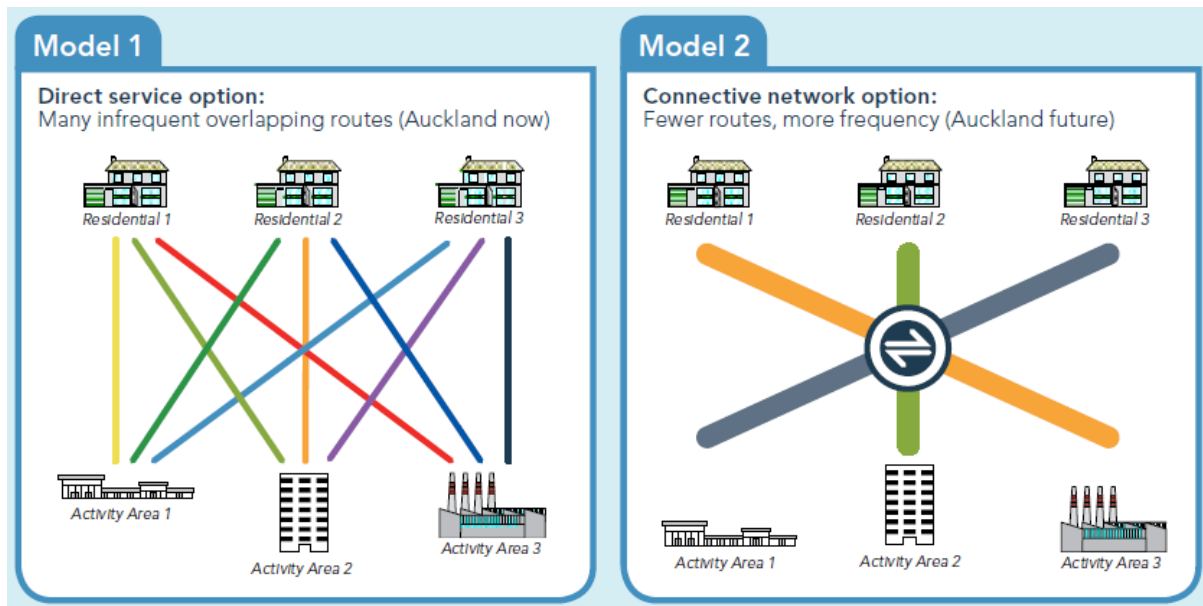 Model 1
Direct service option:
Many infrequent overlapping routes (Auckland now)
Residential 1
Residential 2
Residential 3
Activity Area 1
Activity Area 2
Activity Area 3
Model 2
Connective network option:
Fewer routes, more frequency (Auckland future)
Residential 1
Residential 2
Residential 3
Activity Area 1
Activity Area 2
Activity Area 3